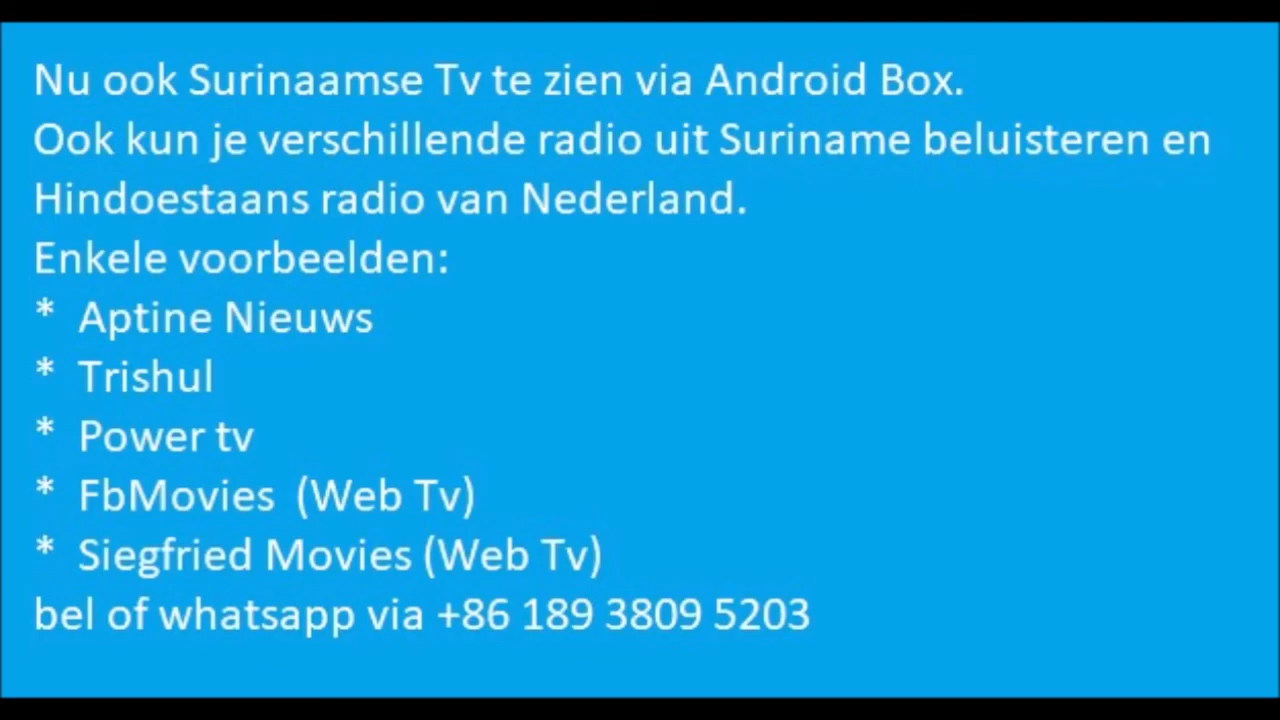 Nu ook Surinaamse Tv te zien via Android Box.
Ook kun je verschillende radio uit Suriname beluisteren en
Hindoestaans radio van Nederland.
Enkele voorbeelden:
* Aptine Nieuws
* Trishul
* Power tv
* FbMovies (Web Tv)
* Siegfried Movies (Web Tv)
bel of whatsapp via +86 189 3809 5203